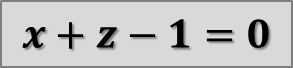 x + z − 1 = 0